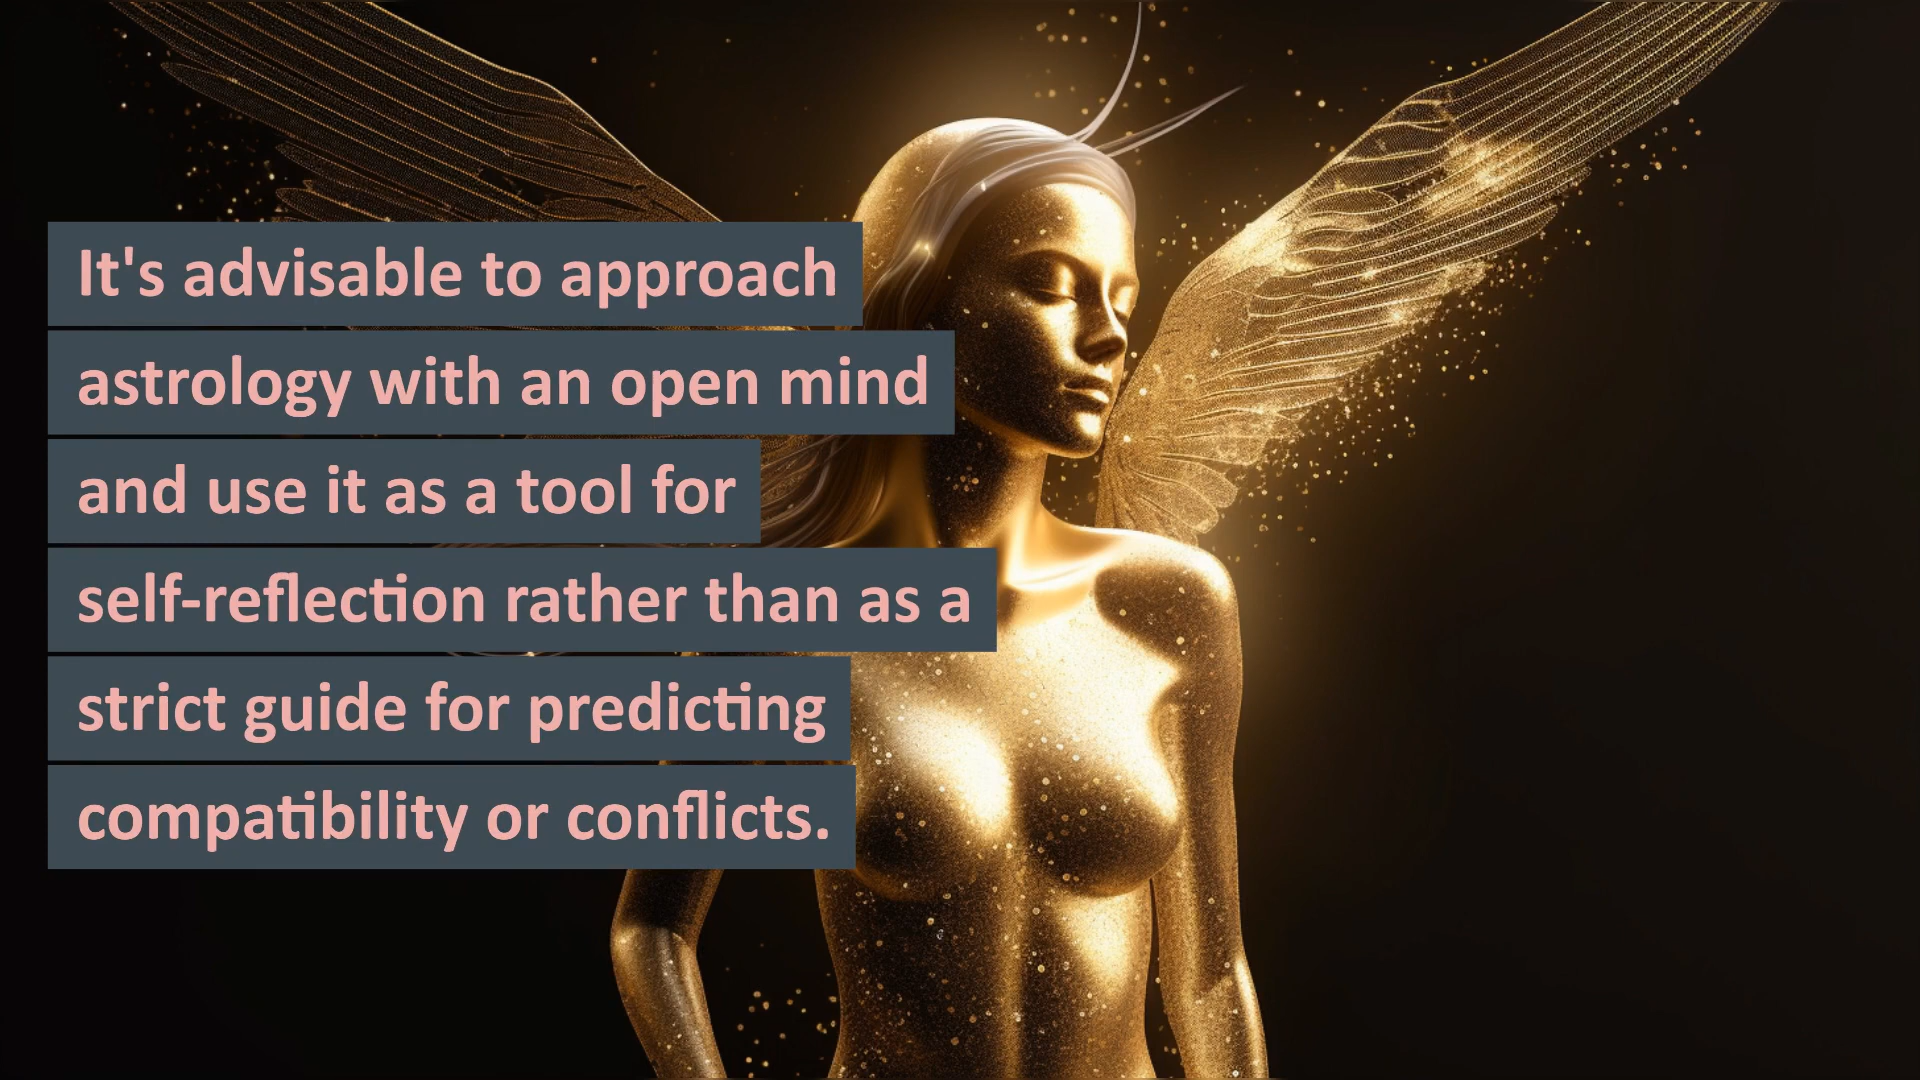 It's advisable to approach
astrology with an open mind
and use it as a tool for
self-reflection rather than as a
strict guide for predicting
compatibility or conflicts.